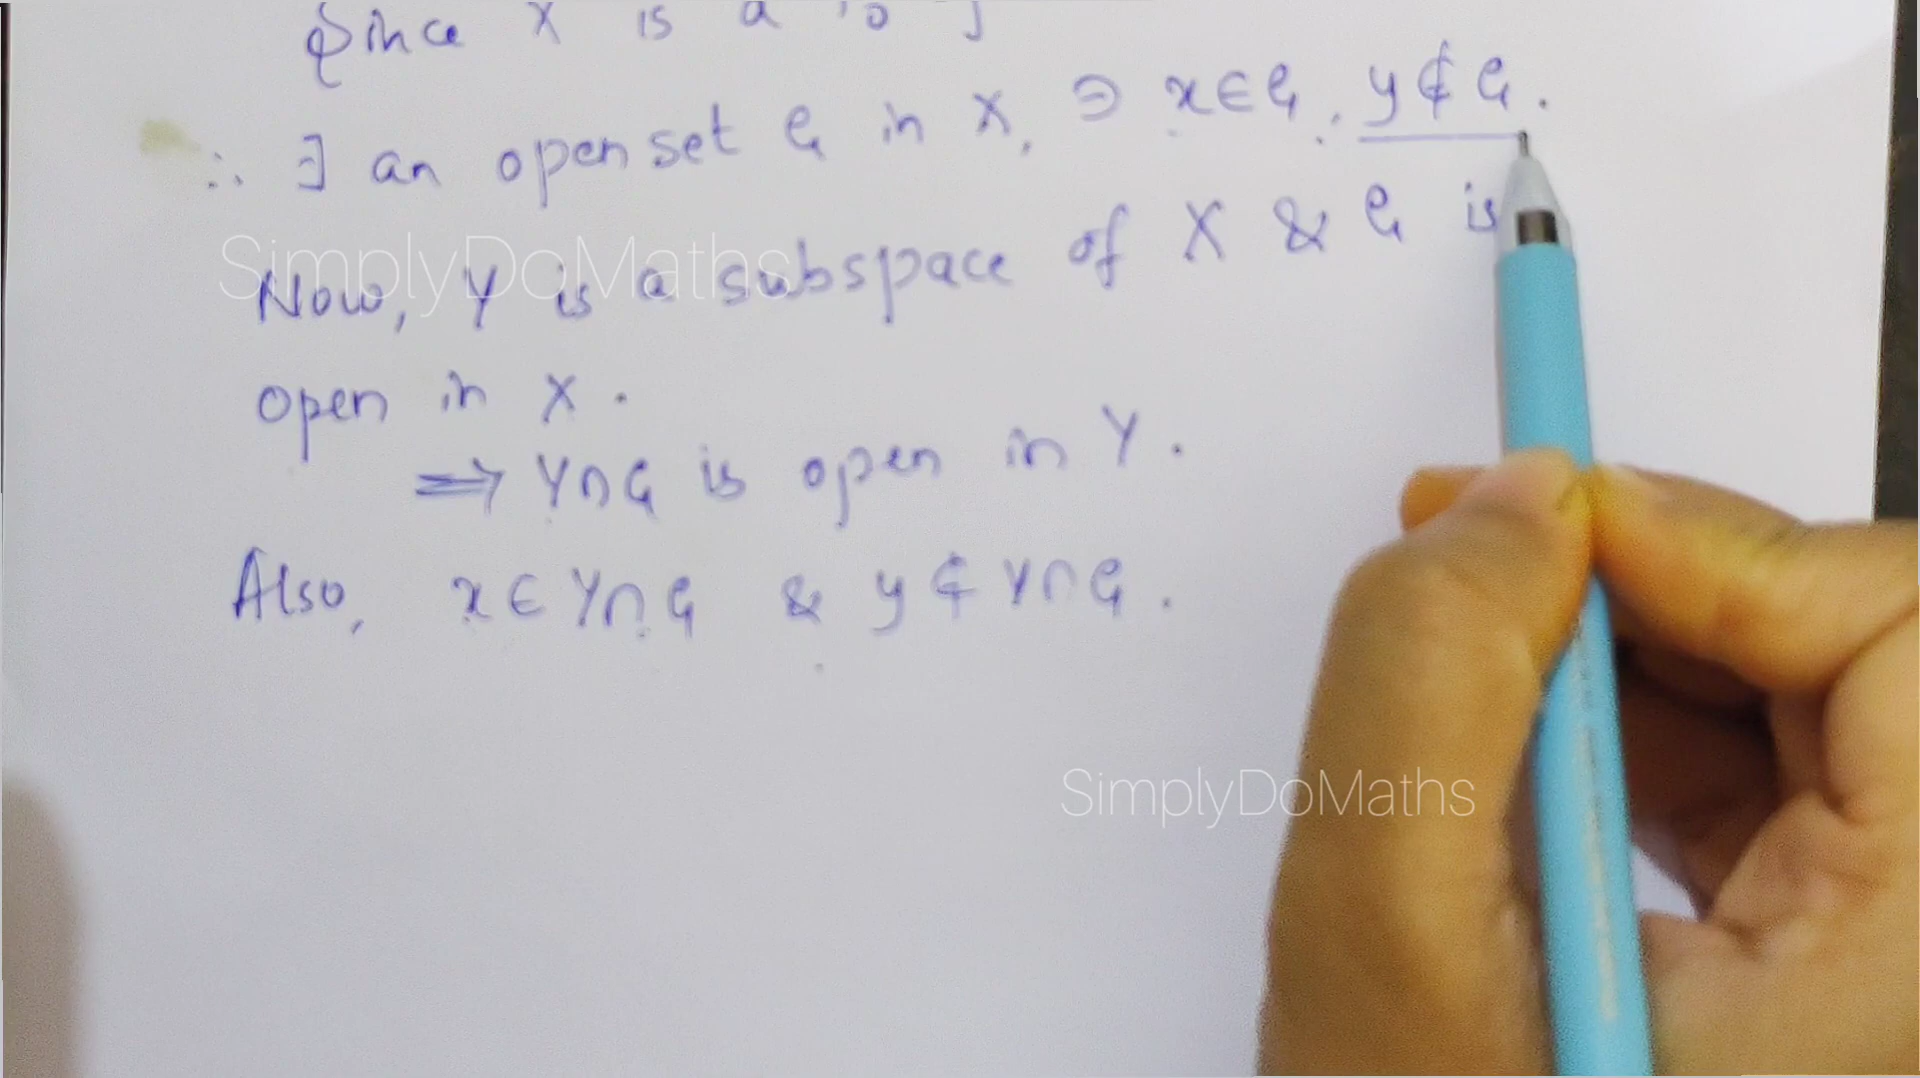 Since X is a
∴ ∃ an open set G in X, ∋ x∈G, y∉G.
Now, Y is a subspace of X & G is
SimplyDoMaths
open in X.
⇒ Y∩G is open in Y.
Also, x∈Y∩G & y∉Y∩G.
SimplyDoMaths